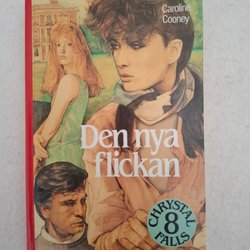 Caroline
Cooney
Den nya
flickan
CHRYSTAL
8
FALLS